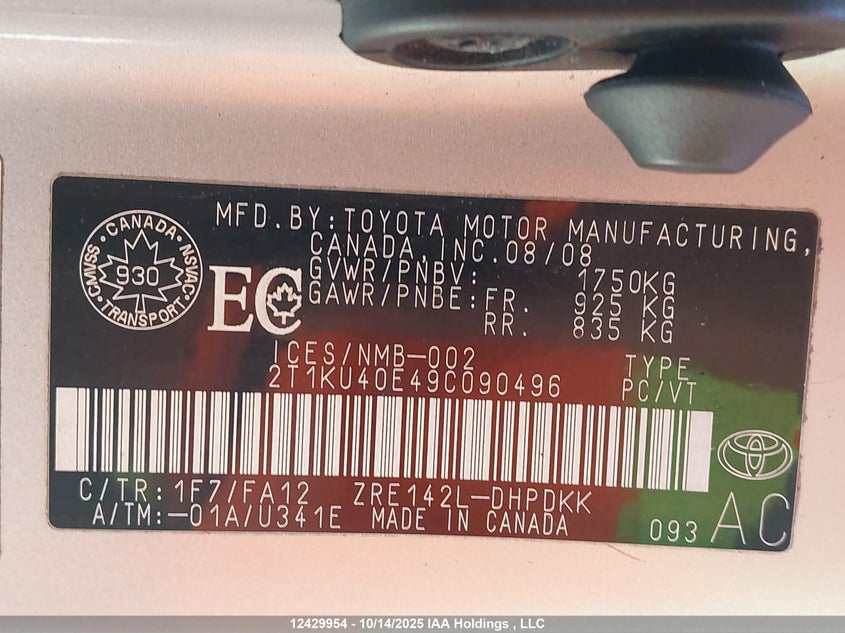 MFD.BY:TOYOTA MOTOR MANUFACTURING,
CANADA, INC.08/08
GVWR/PNBV: 1750KG
GAWR/PNBE:FR. 925 KG
RR. 835 KG
CANADA
CMVSS 930 NSVAC
TRANSPORT
EC
ICES/NMB-002
2T1KU40E49C090496
TYPE
PC/VT
C/TR:1F7/FA12 ZRE142L-DHPDKK
A/TM:-01A/U341E MADE IN CANADA
093 AC
12429954 - 10/14/2025 IAA Holdings , LLC